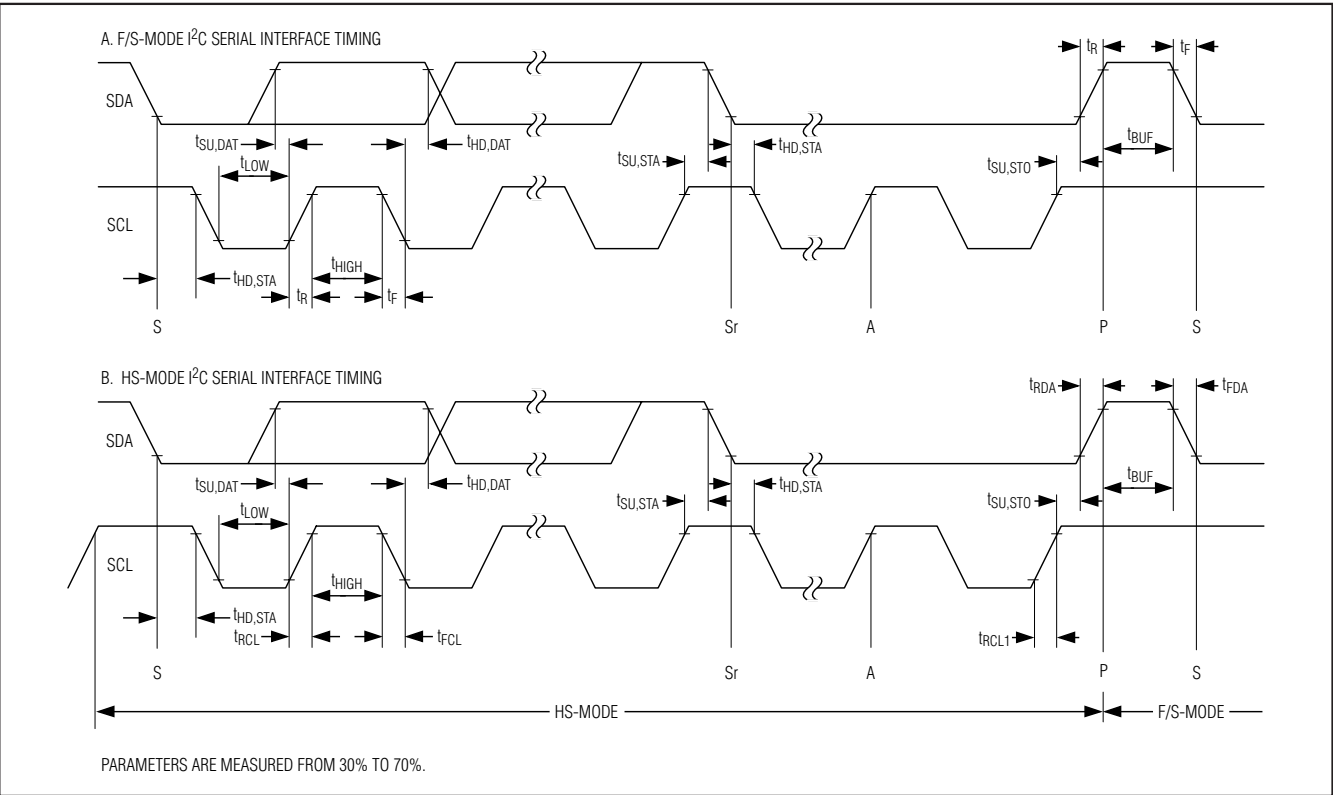 A. F/S-MODE I²C SERIAL INTERFACE TIMING
tR
tF
SDA
tSU,DAT
tHD,DAT
tLOW
tSU,STA
tHD,STA
tSU,STO
tBUF
SCL
tHD,STA
tHIGH
tR
tF
S
Sr
A
P
S
B. HS-MODE I²C SERIAL INTERFACE TIMING
tRDA
tFDA
SDA
tSU,DAT
tHD,DAT
tLOW
tSU,STA
tHD,STA
tSU,STO
tBUF
SCL
tHIGH
tHD,STA
tRCL
tFCL
tRCL1
S
Sr
A
P
S
HS-MODE
F/S-MODE
PARAMETERS ARE MEASURED FROM 30% TO 70%.